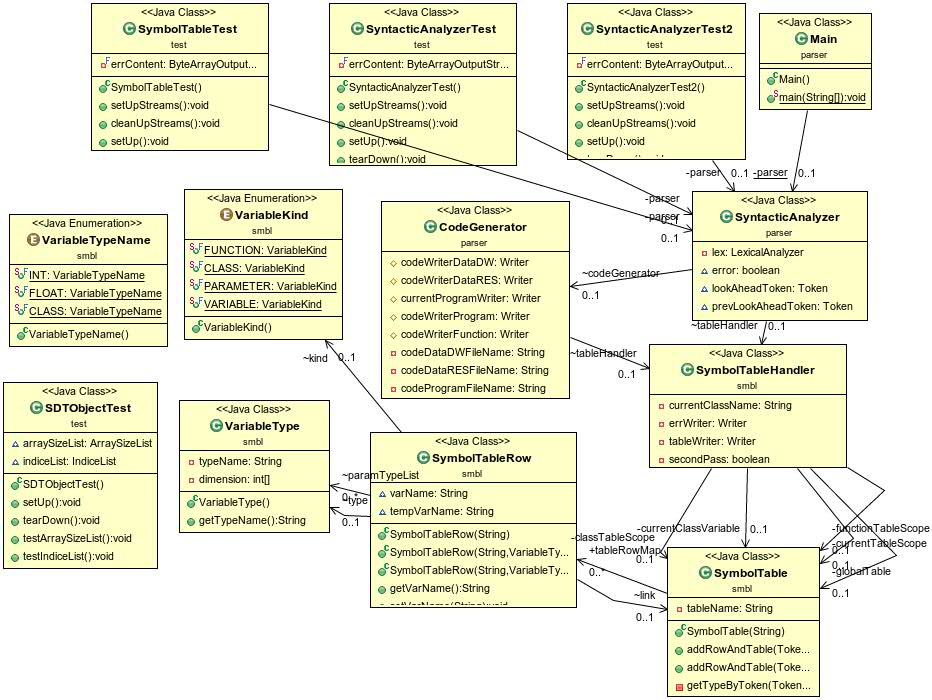 <<Java Class>>
SymbolTableTest
test
errContent: ByteArrayOutput...
SymbolTableTest()
setUpStreams():void
cleanUpStreams():void
setUp():void
<<Java Class>>
SyntacticAnalyzerTest
test
errContent: ByteArrayOutputStr...
SyntacticAnalyzerTest()
setUpStreams():void
cleanUpStreams():void
setUp():void
tearDown():void
<<Java Class>>
SyntacticAnalyzerTest2
test
errContent: ByteArrayOutput...
SyntacticAnalyzerTest2()
setUpStreams():void
cleanUpStreams():void
setUp():void
<<Java Class>>
Main
parser
Main()
main(String[]):void
-parser
0..1
-parser
0..1
-parser
0..1
-parser
0..1
<<Java Enumeration>>
VariableTypeName
smbl
INT: VariableTypeName
FLOAT: VariableTypeName
CLASS: VariableTypeName
VariableTypeName()
<<Java Enumeration>>
VariableKind
smbl
FUNCTION: VariableKind
CLASS: VariableKind
PARAMETER: VariableKind
VARIABLE: VariableKind
VariableKind()
<<Java Class>>
CodeGenerator
parser
codeWriterDataDW: Writer
codeWriterDataRES: Writer
currentProgramWriter: Writer
codeWriterProgram: Writer
codeWriterFunction: Writer
codeDataDWFileName: String
codeDataRESFileName: String
codeProgramFileName: String
<<Java Class>>
SyntacticAnalyzer
parser
lex: LexicalAnalyzer
error: boolean
lookAheadToken: Token
prevLookAheadToken: Token
~codeGenerator
0..1
~tableHandler
0..1
~tableHandler
0..1
~kind
0..1
<<Java Class>>
SymbolTableHandler
smbl
currentClassName: String
errWriter: Writer
tableWriter: Writer
secondPass: boolean
<<Java Class>>
SDTObjectTest
test
arraySizeList: ArraySizeList
indiceList: IndiceList
SDTObjectTest()
setUp():void
tearDown():void
testArraySizeList():void
testIndiceList():void
<<Java Class>>
VariableType
smbl
typeName: String
dimension: int[]
VariableType()
getTypeName():String
~paramTypeList
0..*
~type
0..1
<<Java Class>>
SymbolTableRow
smbl
varName: String
tempVarName: String
SymbolTableRow(String)
SymbolTableRow(String,VariableTy...
SymbolTableRow(String,VariableTy...
getVarName():String
setVarName(String):void
-classTableScope
+tableRowMap
0..*
~link
0..1
-currentClassVariable
0..1
0..1
-functionTableScope
0..1
-currentTableScope
0..1
-globalTable
0..1
<<Java Class>>
SymbolTable
smbl
tableName: String
SymbolTable(String)
addRowAndTable(Toke...
addRowAndTable(Toke...
getTypeByToken(Token...